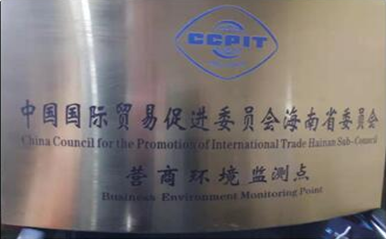 CCPIT
中国国际贸易促进委员会海南省委员会
China Council for the Promotion of International Trade Hainan Sub-Council
营商环境监测点
Business Environment Monitoring Point